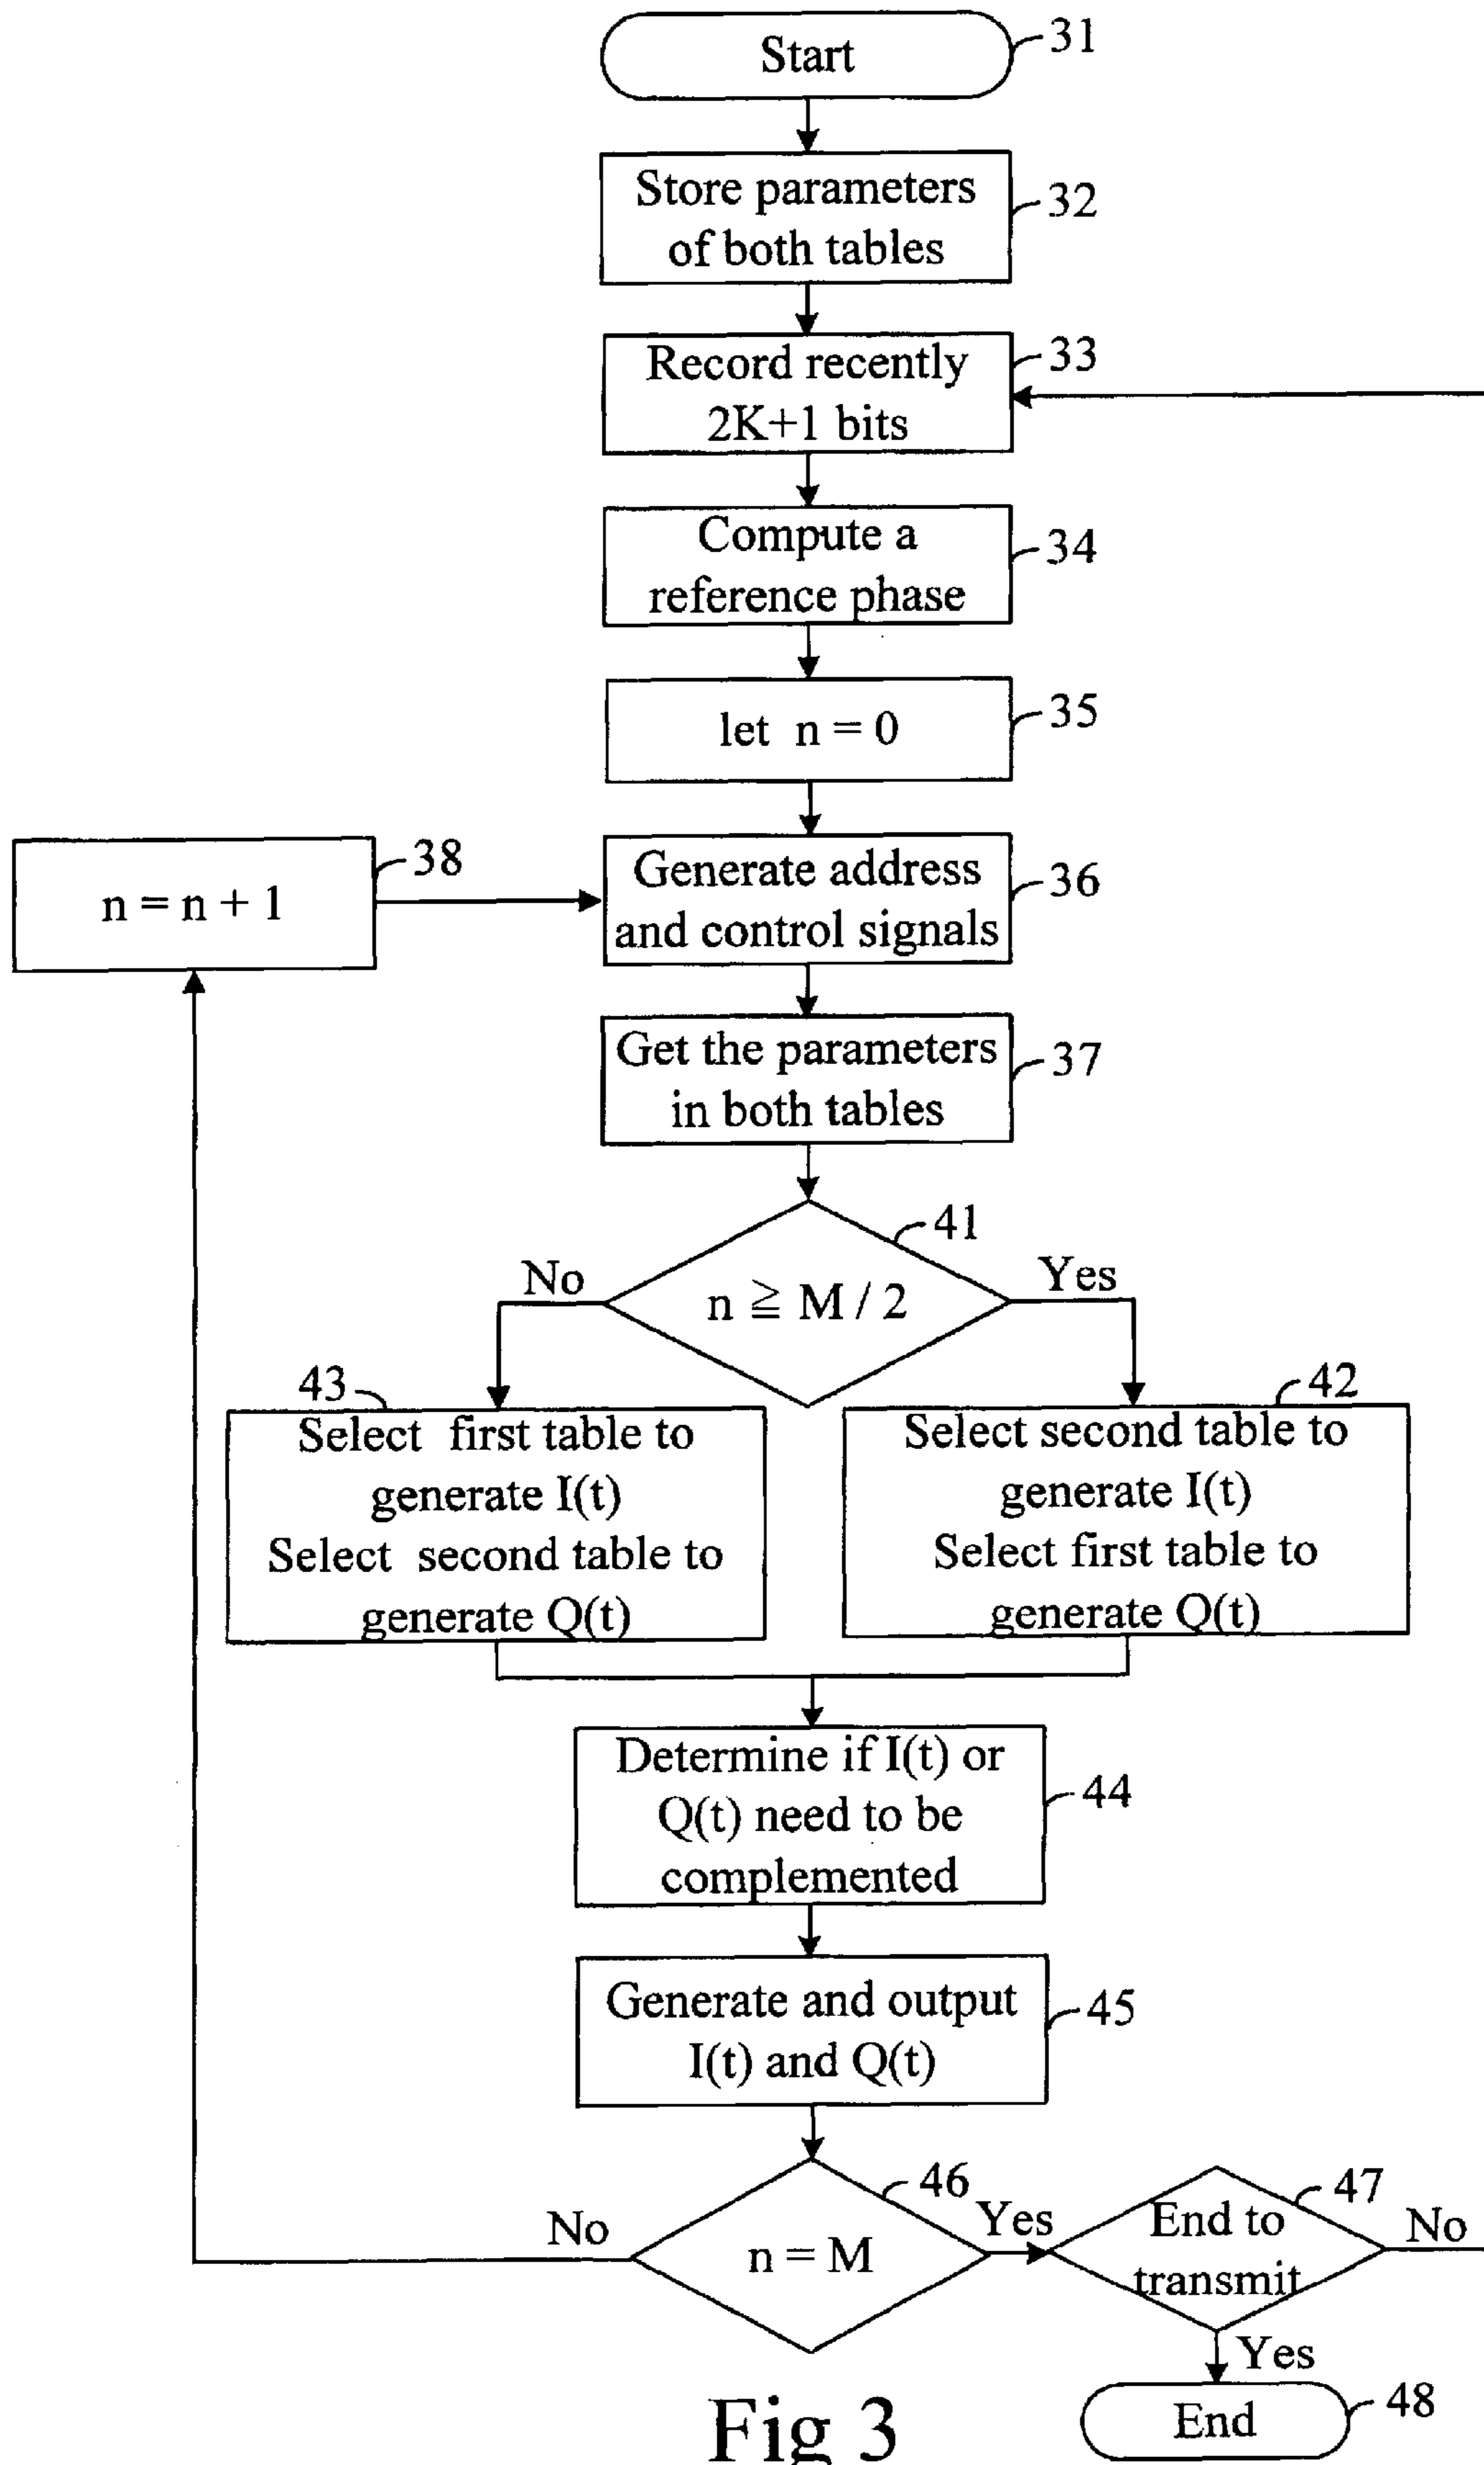 Start
31
Store parameters
of both tables
32
Record recently
2K+1 bits
33
Compute a
reference phase
34
let n = 0
35
n = n + 1
38
Generate address
and control signals
36
Get the parameters
in both tables
37
41
No
n ≧ M / 2
Yes
43
Select first table to
generate I(t)
Select second table to
generate Q(t)
42
Select second table to
generate I(t)
Select first table to
generate Q(t)
Determine if I(t) or
Q(t) need to be
complemented
44
Generate and output
I(t) and Q(t)
45
46
No
n = M
Yes
47
End to
transmit
No
Yes
End
48
Fig 3